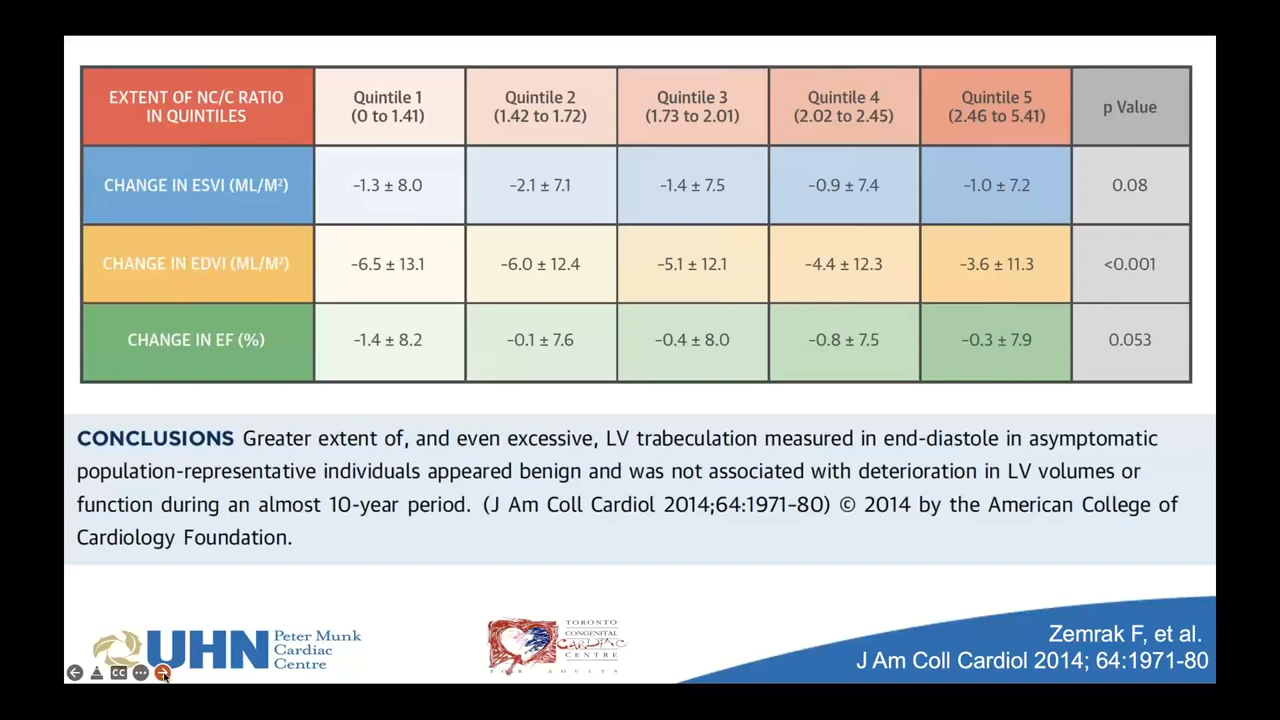 EXTENT OF NC/C RATIO
IN QUINTILES
Quintile 1
(0 to 1.41)
Quintile 2
(1.42 to 1.72)
Quintile 3
(1.73 to 2.01)
Quintile 4
(2.02 to 2.45)
Quintile 5
(2.46 to 5.41)
p Value
CHANGE IN ESVI (ML/M²)
-1.3 ± 8.0
-2.1 ± 7.1
-1.4 ± 7.5
-0.9 ± 7.4
-1.0 ± 7.2
0.08
CHANGE IN EDVI (ML/M²)
-6.5 ± 13.1
-6.0 ± 12.4
-5.1 ± 12.1
-4.4 ± 12.3
-3.6 ± 11.3
<0.001
CHANGE IN EF (%)
-1.4 ± 8.2
-0.1 ± 7.6
-0.4 ± 8.0
-0.8 ± 7.5
-0.3 ± 7.9
0.053
CONCLUSIONS Greater extent of, and even excessive, LV trabeculation measured in end-diastole in asymptomatic
population-representative individuals appeared benign and was not associated with deterioration in LV volumes or
function during an almost 10-year period. (J Am Coll Cardiol 2014;64:1971-80) © 2014 by the American College of
Cardiology Foundation.
UHN
Peter Munk
Cardiac
Centre
TORONTO
CONGENITAL
CARDIAC
CENTRE
FOR ADULTS
Zemrak F, et al.
J Am Coll Cardiol 2014; 64:1971-80
CC